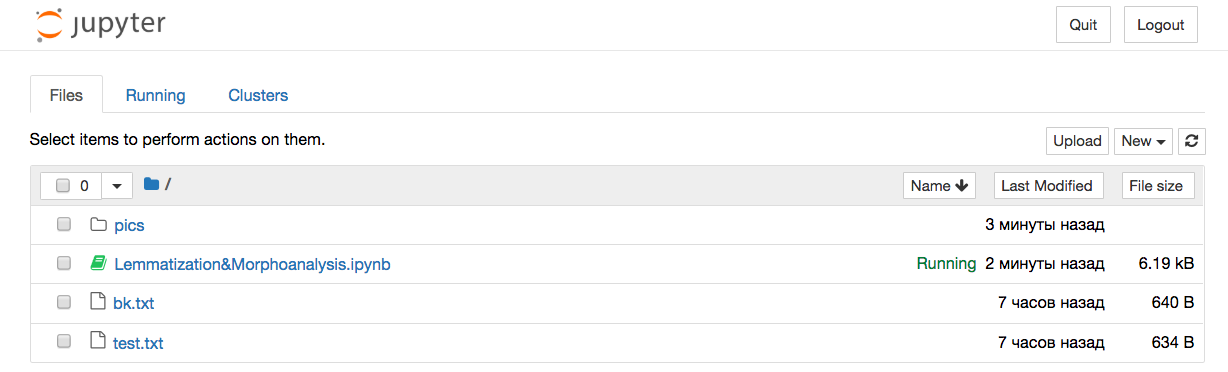 jupyter Quit Logout
Files Running Clusters
Select items to perform actions on them. Upload New
0 / Name Last Modified File size
pics 3 минуты назад
Lemmatization&Morphoanalysis.ipynb Running 2 минуты назад 6.19 kB
bk.txt 7 часов назад 640 B
test.txt 7 часов назад 634 B